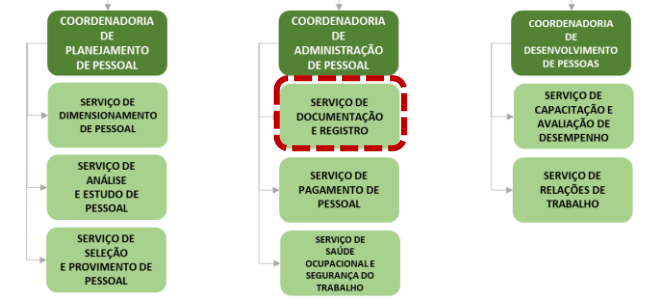 COORDENADORIA
DE
PLANEJAMENTO
DE PESSOAL
SERVIÇO DE
DIMENSIONAMENTO
DE PESSOAL
SERVIÇO DE
ANÁLISE
E ESTUDO DE
PESSOAL
SERVIÇO DE
SELEÇÃO
E PROVIMENTO DE
PESSOAL
COORDENADORIA
DE
ADMINISTRAÇÃO
DE PESSOAL
SERVIÇO DE
DOCUMENTAÇÃO
E REGISTRO
SERVIÇO DE
PAGAMENTO DE
PESSOAL
SERVIÇO DE
SAÚDE
OCUPACIONAL E
SEGURANÇA DO
TRABALHO
COORDENADORIA
DE
DESENVOLVIMENTO
DE PESSOAS
SERVIÇO DE
CAPACITAÇÃO E
AVALIAÇÃO DE
DESEMPENHO
SERVIÇO DE
RELAÇÕES DE
TRABALHO